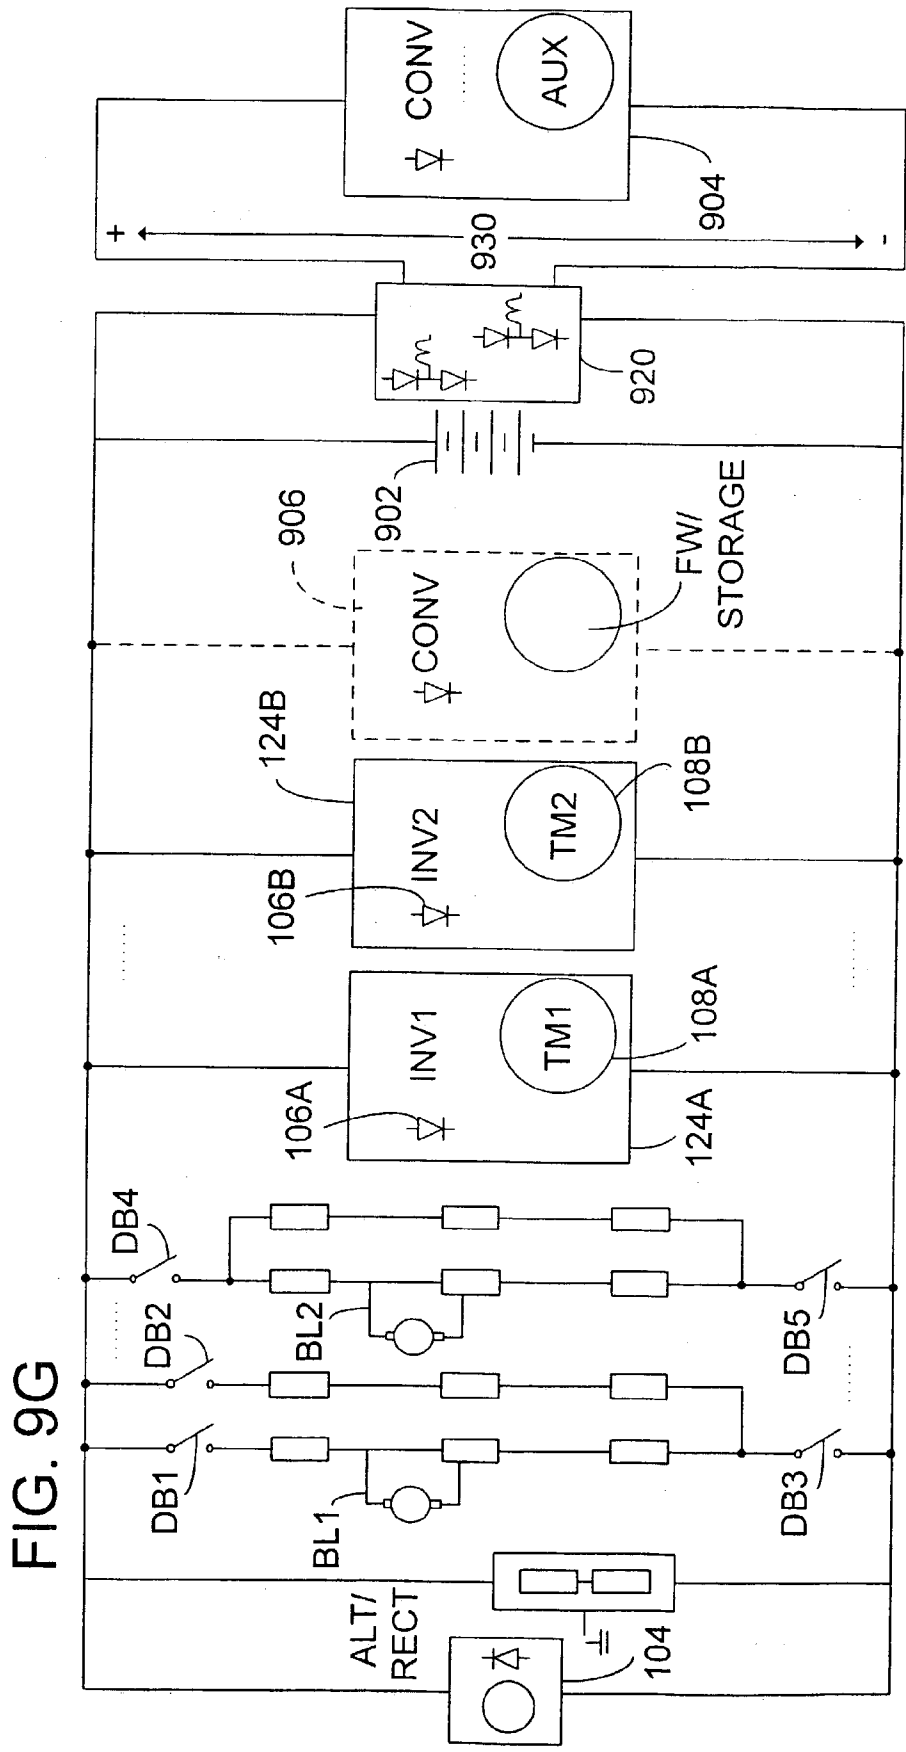 FIG. 9G
ALT/
RECT
104
DB1
BL1
DB2
DB3
DB4
BL2
DB5
106A
INV1
TM1
108A
124A
124B
106B
INV2
TM2
108B
906
CONV
FW/
STORAGE
902
920
+
930
-
CONV
AUX
904